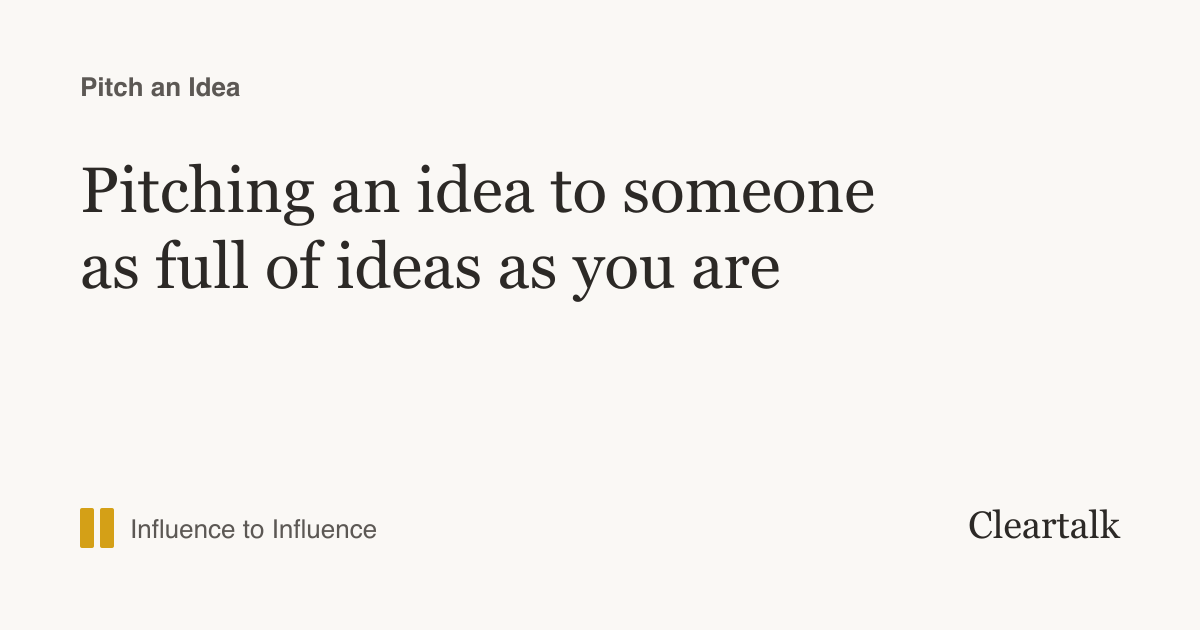 Pitch an Idea
Pitching an idea to someone
as full of ideas as you are
Influence to Influence
Cleartalk